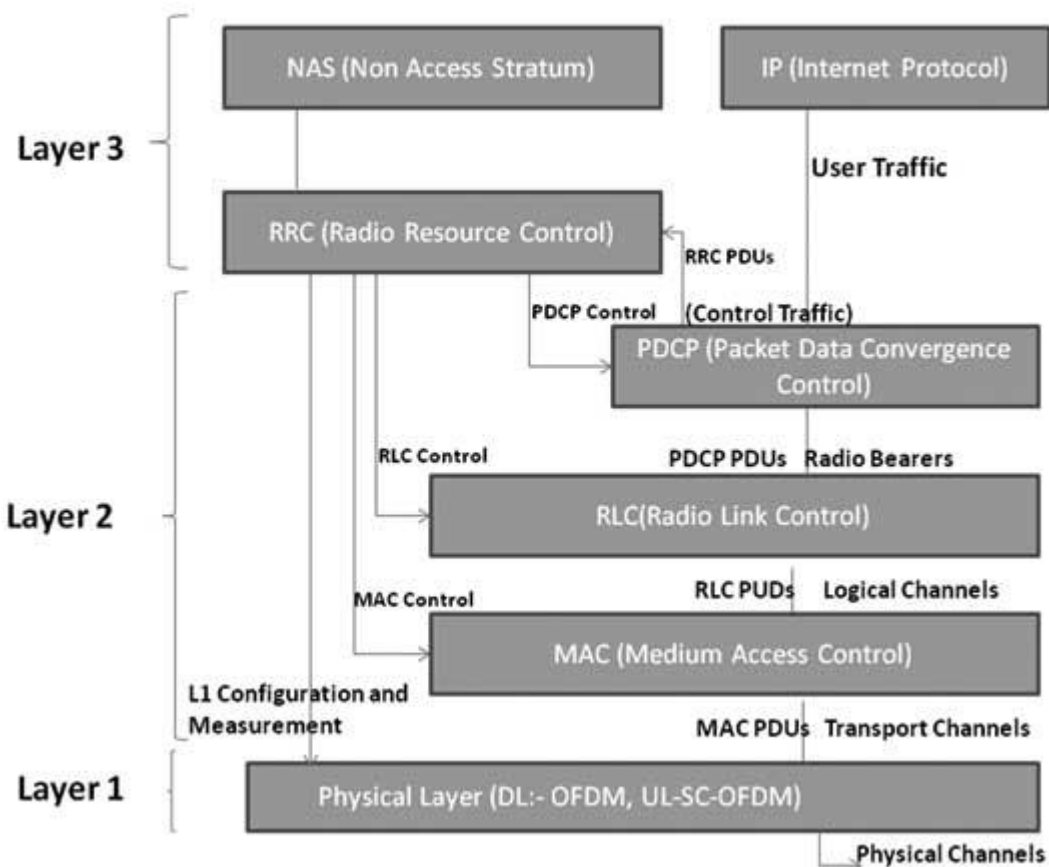 NAS (Non Access Stratum)
IP (Internet Protocol)
Layer 3
User Traffic
RRC (Radio Resource Control)
RRC PDUs
PDCP Control
(Control Traffic)
PDCP (Packet Data Convergence
Control)
RLC Control
PDCP PDUs Radio Bearers
Layer 2
RLC(Radio Link Control)
RLC PUDs Logical Channels
MAC Control
MAC (Medium Access Control)
L1 Configuration and
Measurement
MAC PDUs Transport Channels
Layer 1
Physical Layer (DL:- OFDM, UL-SC-OFDM)
Physical Channels